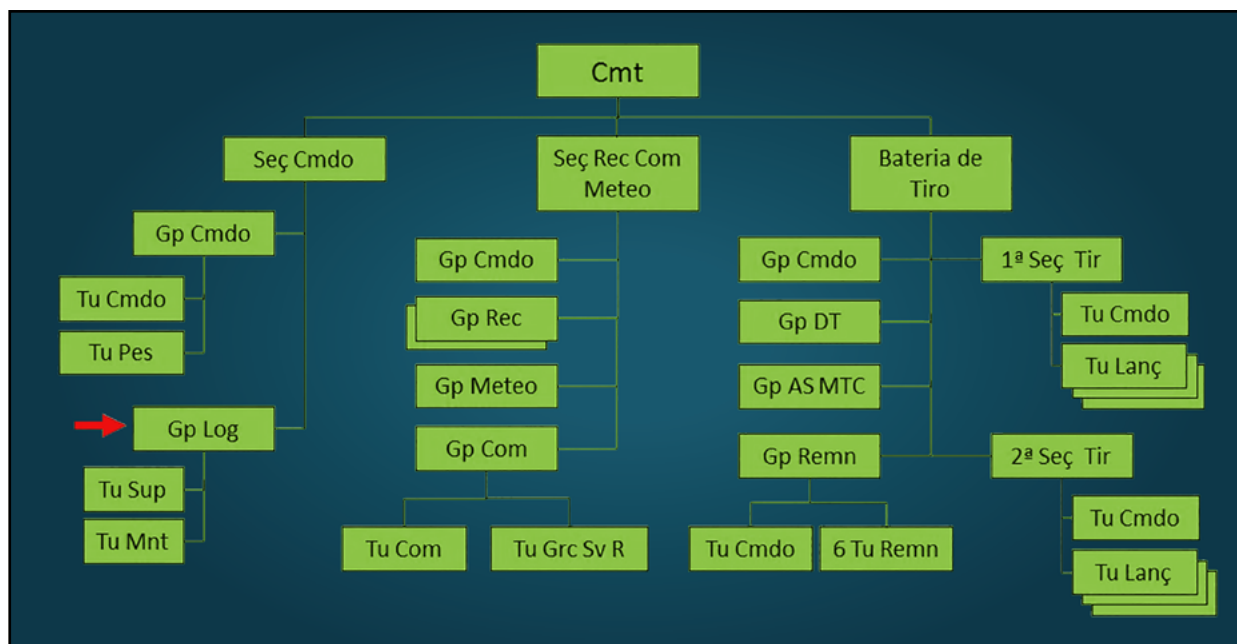 Cmt
Seç Cmdo
Gp Cmdo
Tu Cmdo
Tu Pes
Gp Log
Tu Sup
Tu Mnt
Seç Rec Com
Meteo
Gp Cmdo
Gp Rec
Gp Meteo
Gp Com
Tu Com
Tu Grc Sv R
Bateria de
Tiro
Gp Cmdo
Gp DT
Gp AS MTC
Gp Remn
Tu Cmdo
6 Tu Remn
1ª Seç Tir
Tu Cmdo
Tu Lanç
2ª Seç Tir
Tu Cmdo
Tu Lanç